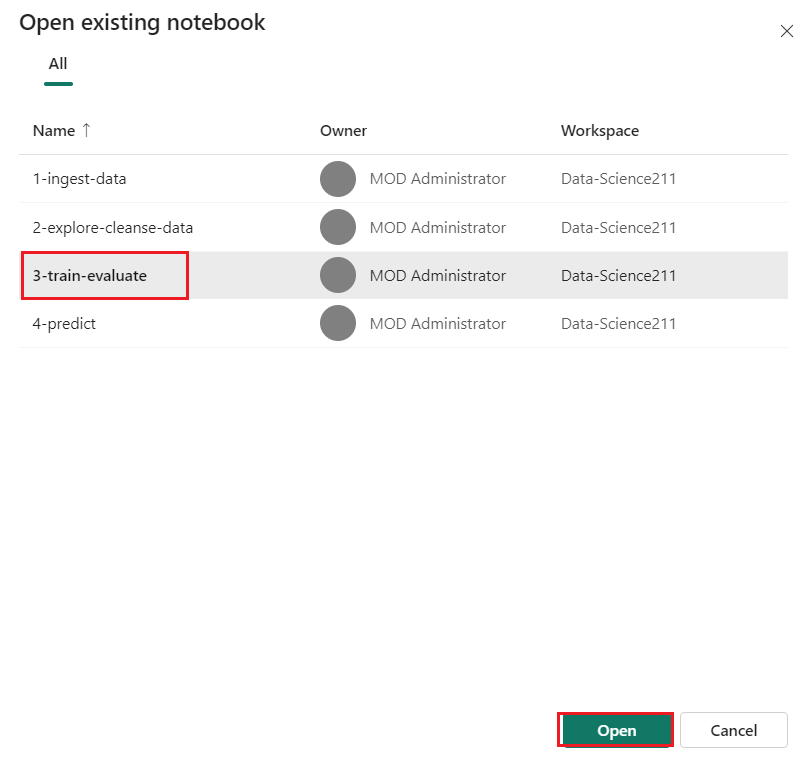 Open existing notebook
All
Name ↑ Owner Workspace
1-ingest-data MOD Administrator Data-Science211
2-explore-cleanse-data MOD Administrator Data-Science211
3-train-evaluate MOD Administrator Data-Science211
4-predict MOD Administrator Data-Science211
Open Cancel